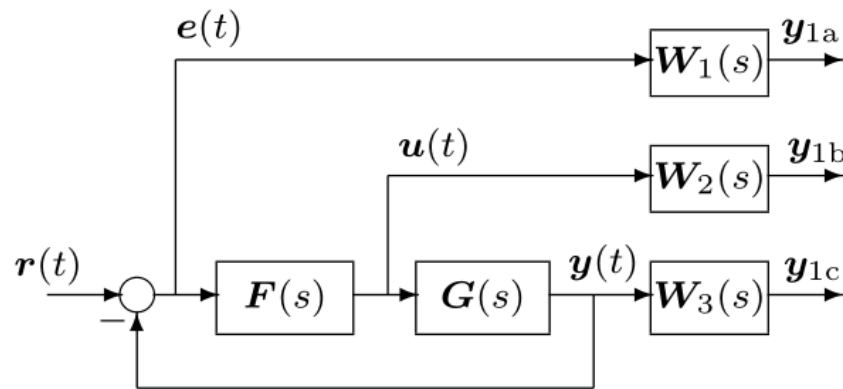 e(t)
W₁(s)
y₁ₐ
u(t)
W₂(s)
y₁b
r(t)
−
F(s)
G(s)
y(t)
W₃(s)
y₁c